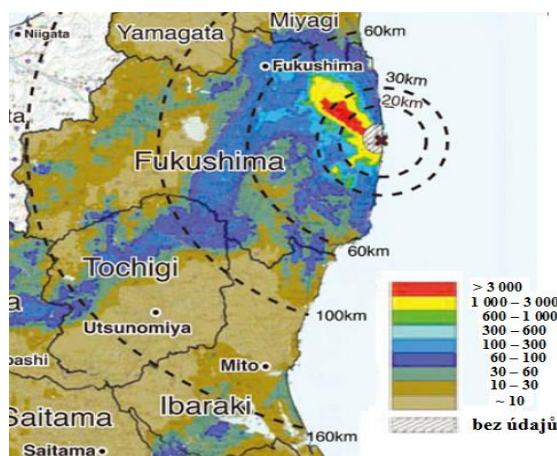 Miyagi
60km
Niigata
Yamagata
Fukushima
30km
20km
Fukushima
60km
Tochigi
Utsunomiya
100km
Mito
Ibaraki
Saitama
Saitama
160km
> 3 000
1 000 – 3 000
600 – 1 000
300 – 600
100 – 300
60 – 100
30 – 60
10 – 30
~ 10
bez údajů